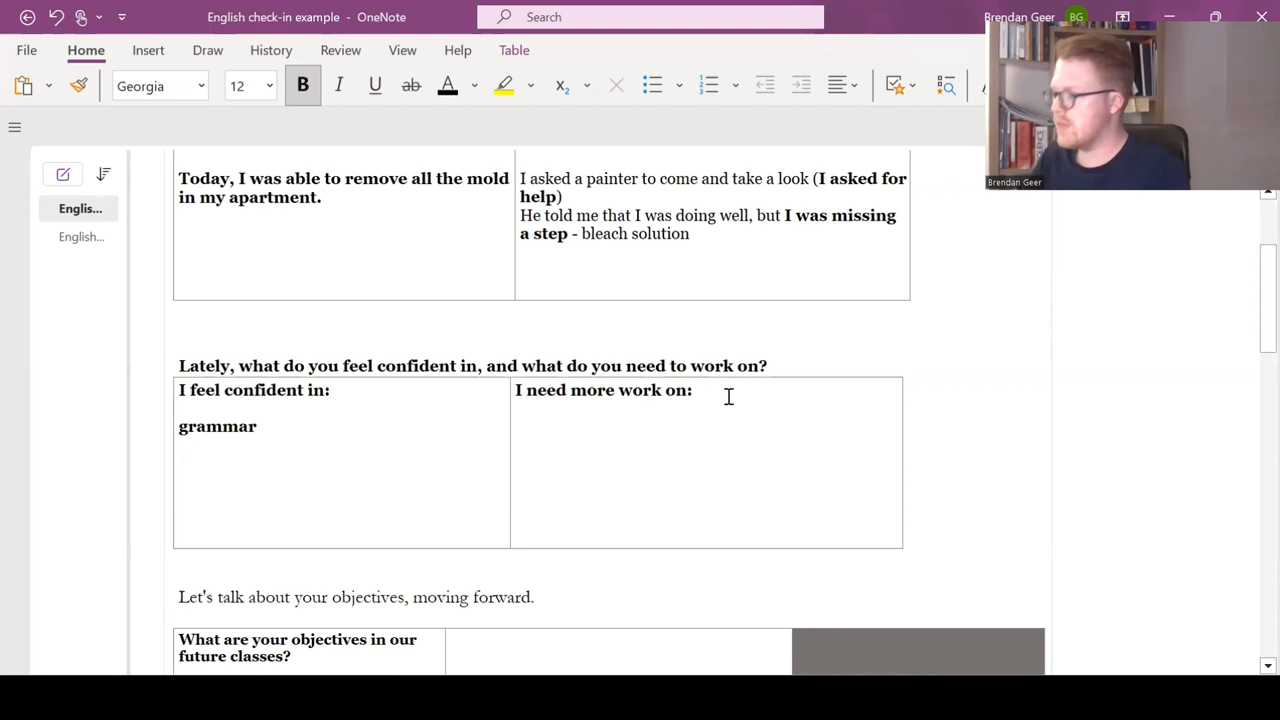 English check-in example - OneNote
Search
Brendan Geer
BG
File Home Insert Draw History Review View Help Table
Georgia 12 B I U ab A x₂
Today, I was able to remove all the mold
in my apartment.
I asked a painter to come and take a look (I asked for
help)
He told me that I was doing well, but I was missing
a step - bleach solution
Brendan Geer
Englis...
English...
Lately, what do you feel confident in, and what do you need to work on?
I feel confident in:
grammar
I need more work on:
Let's talk about your objectives, moving forward.
What are your objectives in our
future classes?